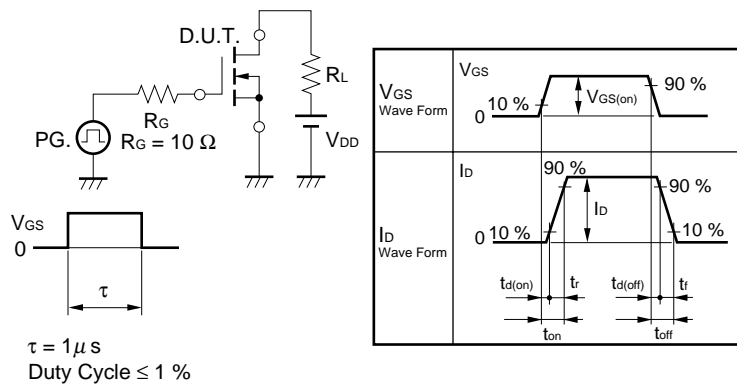 D.U.T.
RL
RG
PG.
RG = 10 Ω
VDD
VGS
0
τ
τ = 1μ s
Duty Cycle ≤ 1 %
VGS
Wave Form
VGS
10 %
0
VGS(on)
90 %
ID
Wave Form
ID
90 %
90 %
ID
0
10 %
10 %
td(on)
tr
td(off)
tf
ton
toff